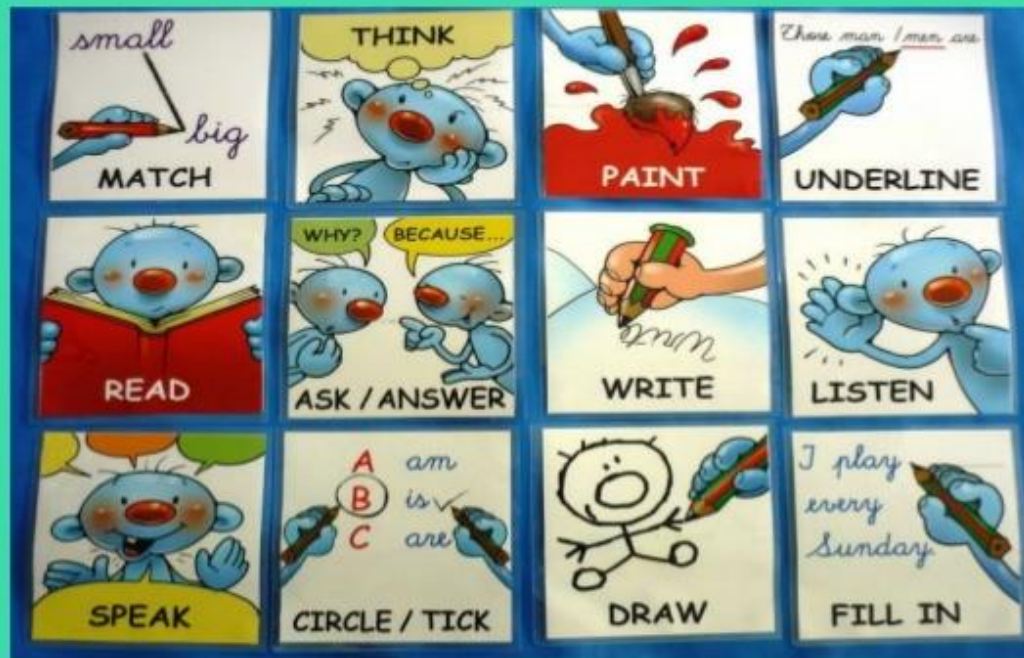 small
big
MATCH
THINK
PAINT
Those man / men are
UNDERLINE
READ
WHY?
BECAUSE...
ASK / ANSWER
write
WRITE
LISTEN
SPEAK
A am
B is
C are
CIRCLE / TICK
DRAW
I play
every
Sunday.
FILL IN